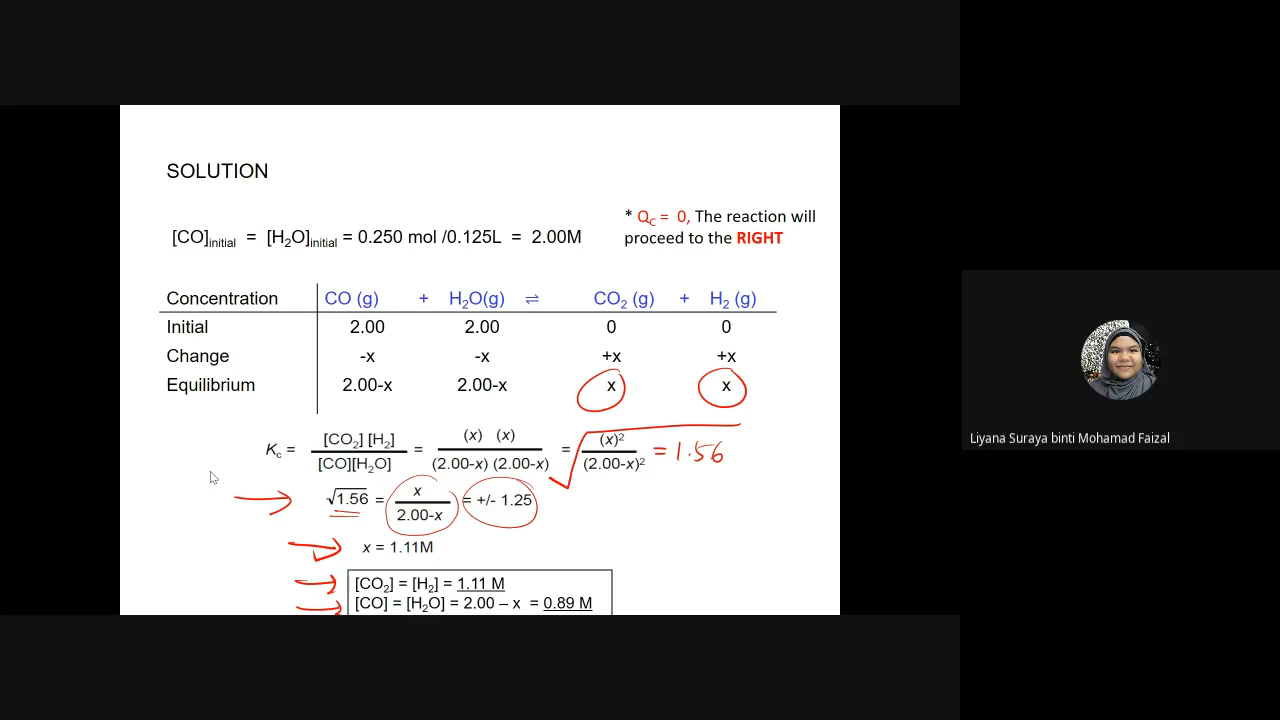 SOLUTION
* Qc = 0, The reaction will
proceed to the RIGHT
[CO]initial = [H2O]initial = 0.250 mol /0.125L = 2.00M
Concentration CO (g) + H2O(g) ⇌ CO2 (g) + H2 (g)
Initial 2.00 2.00 0 0
Change -x -x +x +x
Equilibrium 2.00-x 2.00-x x x
Kc = [CO2] [H2] / [CO][H2O] = (x) (x) / (2.00-x) (2.00-x) = √(x)² / (2.00-x)² = 1.56
√1.56 = x / 2.00-x = +/- 1.25
x = 1.11M
[CO2] = [H2] = 1.11 M
[CO] = [H2O] = 2.00 – x = 0.89 M
Liyana Suraya binti Mohamad Faizal